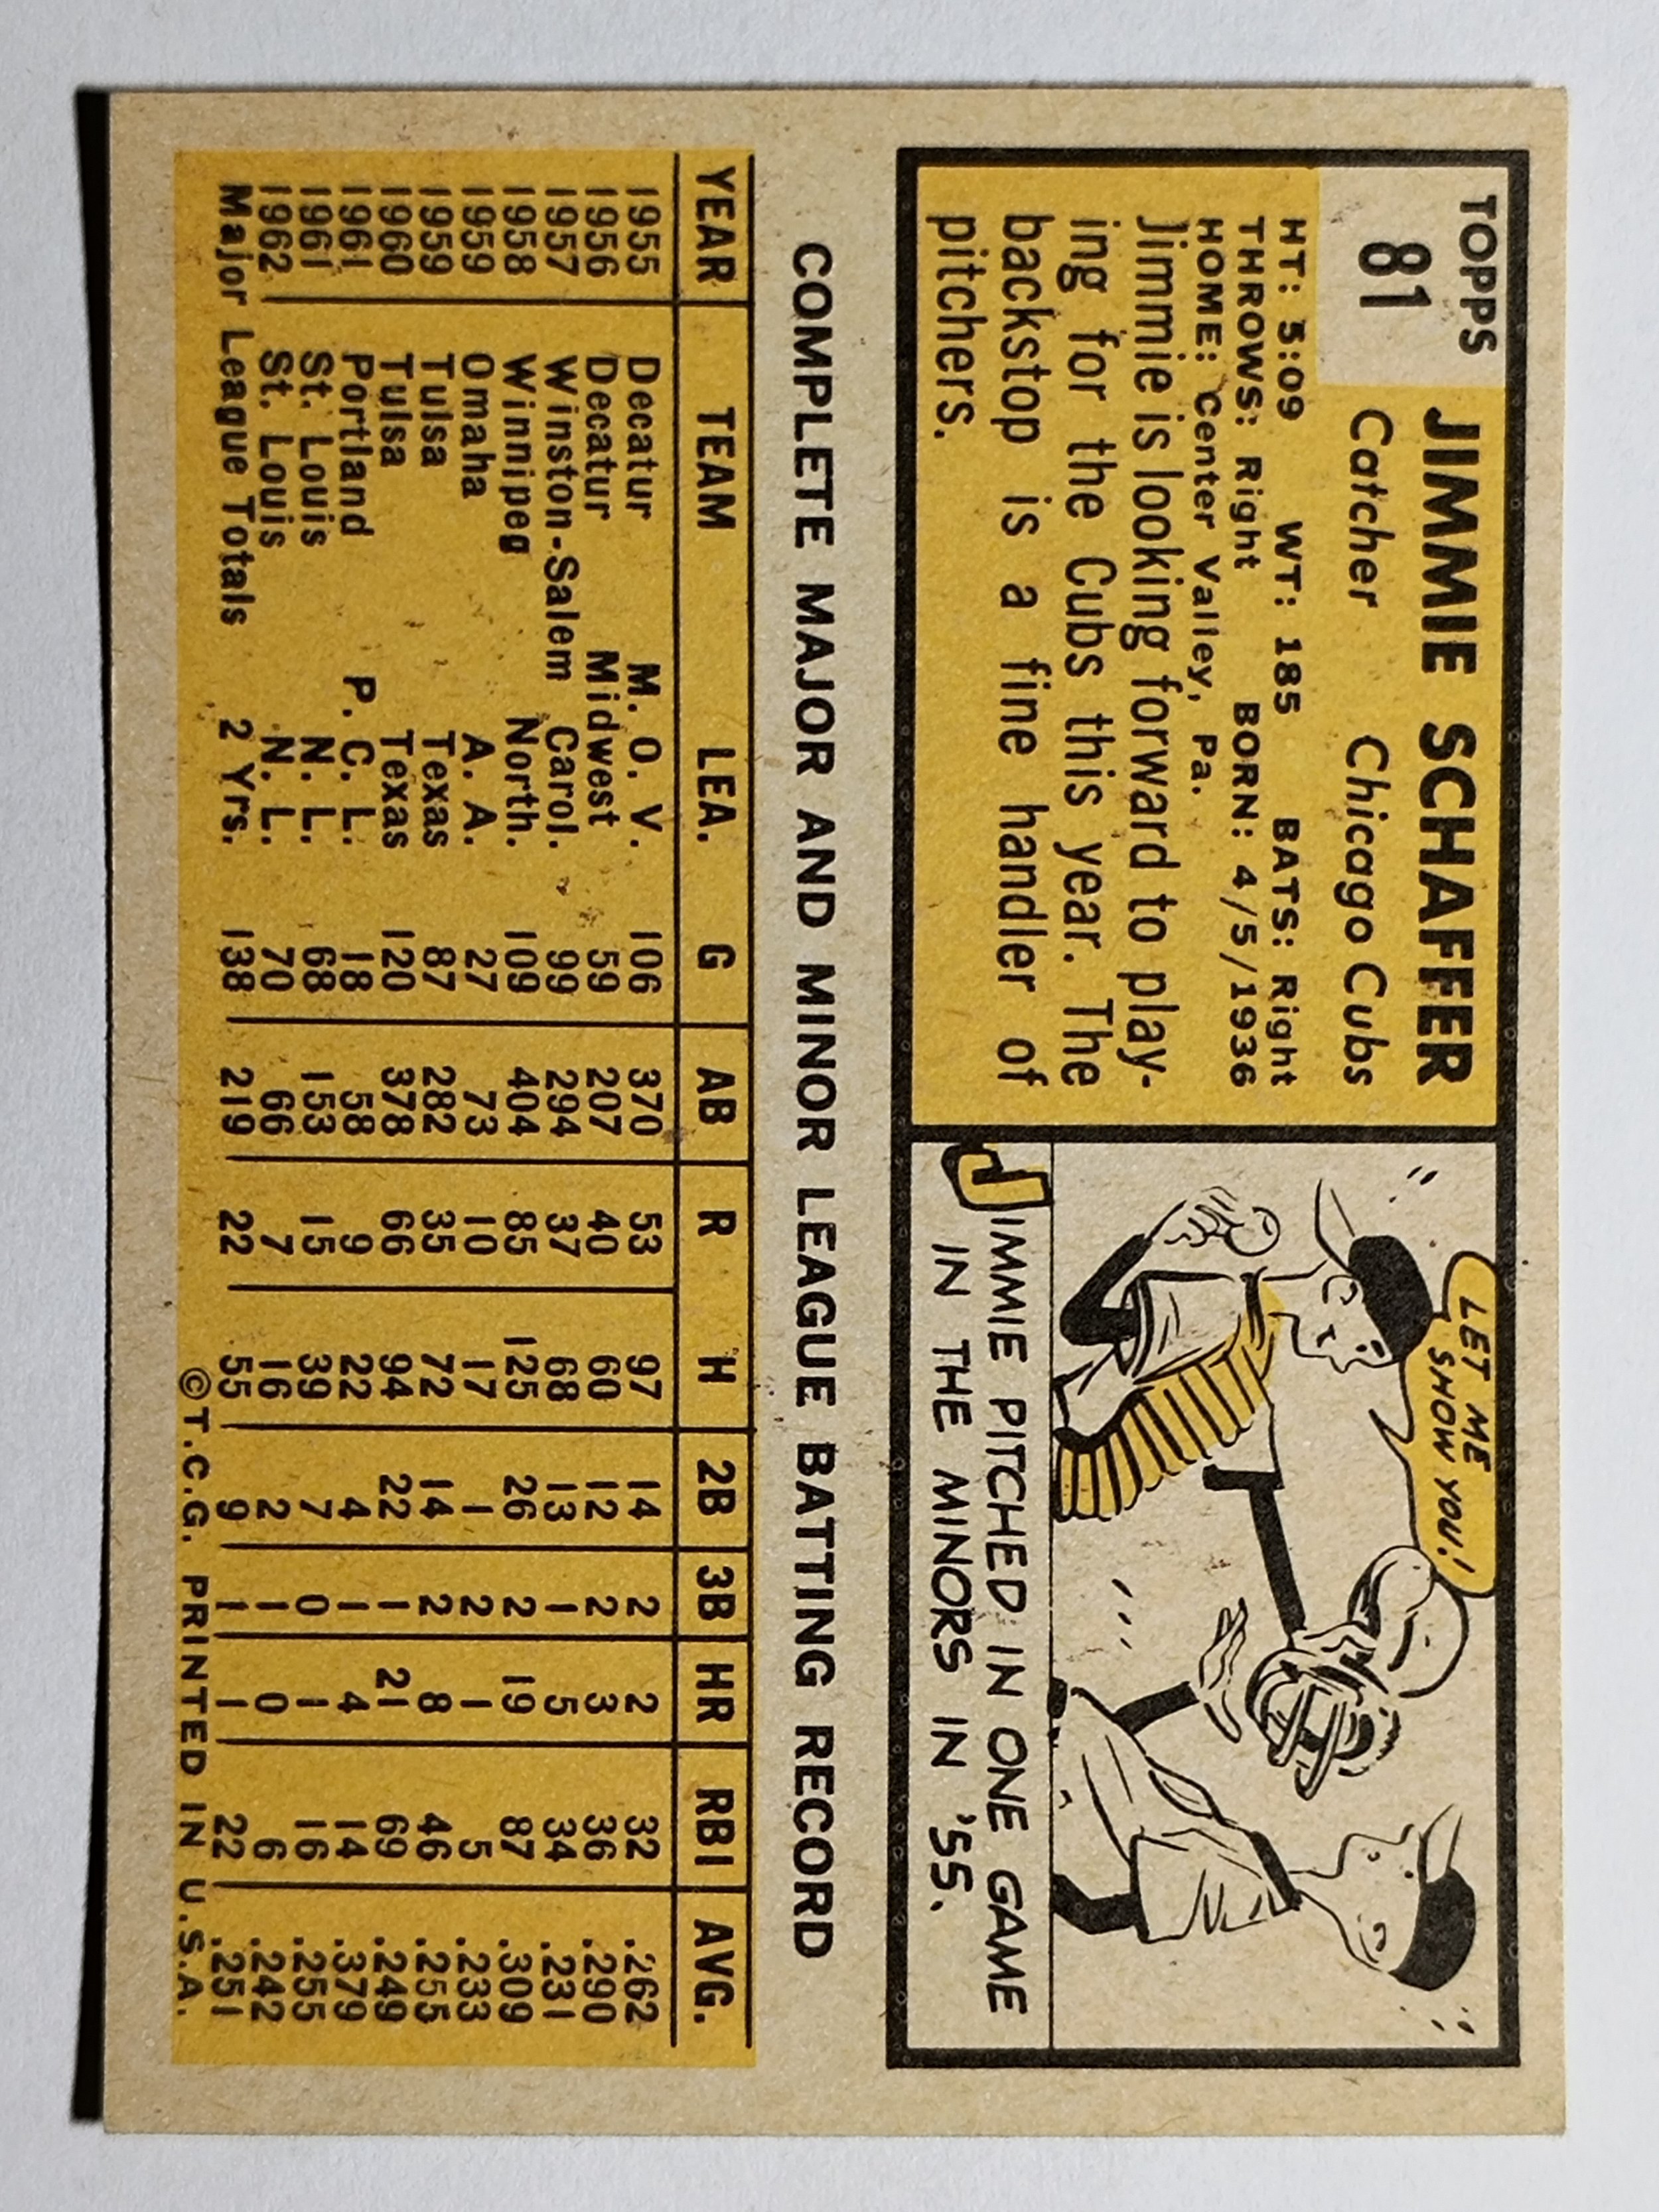 TOPPS
81
JIMMIE SCHAFFER
Catcher Chicago Cubs
HT: 5:09 WT: 185 BATS: Right
THROWS: Right BORN: 4/5/1936
HOME: Center Valley, Pa.
Jimmie is looking forward to play-
ing for the Cubs this year. The
backstop is a fine handler of
pitchers.
LET ME
SHOW YOU!
JIMMIE PITCHED IN ONE GAME
IN THE MINORS IN '55.
COMPLETE MAJOR AND MINOR LEAGUE BATTING RECORD
YEAR TEAM LEA. G AB R H 2B 3B HR RBI AVG.
1955 Decatur M. O. V. 106 370 53 97 14 2 2 32 .262
1956 Decatur Midwest 59 207 40 60 12 2 3 36 .290
1957 Winston-Salem Carol. 99 294 37 68 13 1 5 34 .231
1958 Winnipeg North. 109 404 85 125 26 2 19 87 .309
1959 Omaha A. A. 27 73 10 17 1 2 1 5 .233
1959 Tulsa Texas 87 282 35 72 14 2 8 46 .255
1960 Tulsa Texas 120 378 66 94 22 1 21 69 .249
1961 Portland P. C. L. 18 58 9 22 4 1 4 14 .379
1961 St. Louis N. L. 68 153 15 39 7 0 1 16 .255
1962 St. Louis N. L. 70 66 7 16 2 1 0 6 .242
Major League Totals 2 Yrs. 138 219 22 55 9 1 1 22 .251
©T.C.G. PRINTED IN U.S.A.